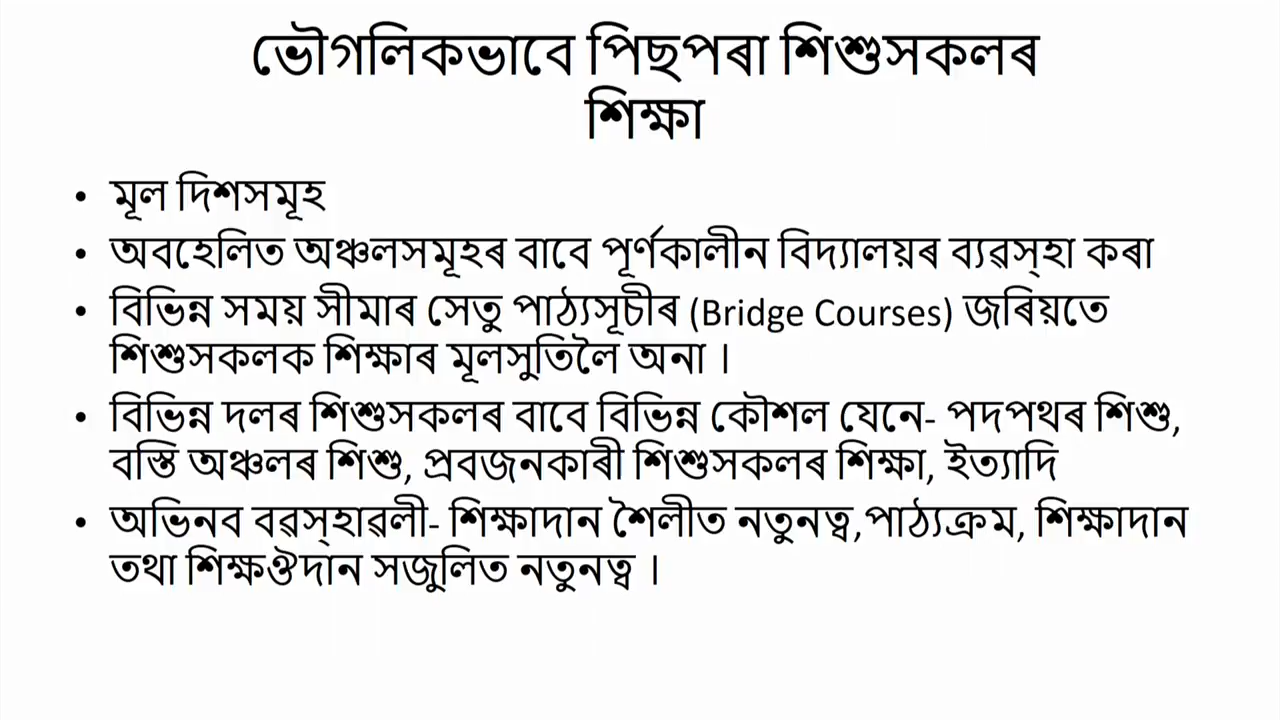 ভৌগলিকভাবে পিছপৰা শিশুসকলৰ
শিক্ষা
• মূল দিশসমূহ
• অবহেলিত অঞ্চলসমূহৰ বাবে পূৰ্ণকালীন বিদ্যালয়ৰ ব্যৱস্হা কৰা
• বিভিন্ন সময় সীমাৰ সেতু পাঠ্যসূচীৰ (Bridge Courses) জৰিয়তে
শিশুসকলক শিক্ষাৰ মূলসুতিলৈ অনা ।
• বিভিন্ন দলৰ শিশুসকলৰ বাবে বিভিন্ন কৌশল যেনে- পদপথৰ শিশু,
বস্তি অঞ্চলৰ শিশু, প্ৰবজনকাৰী শিশুসকলৰ শিক্ষা, ইত্যাদি
• অভিনব বৱস্হাৱলী- শিক্ষাদান শৈলীত নতুনত্ব,পাঠ্যক্ৰম, শিক্ষাদান
তথা শিক্ষঔদান সজুলিত নতুনত্ব ।